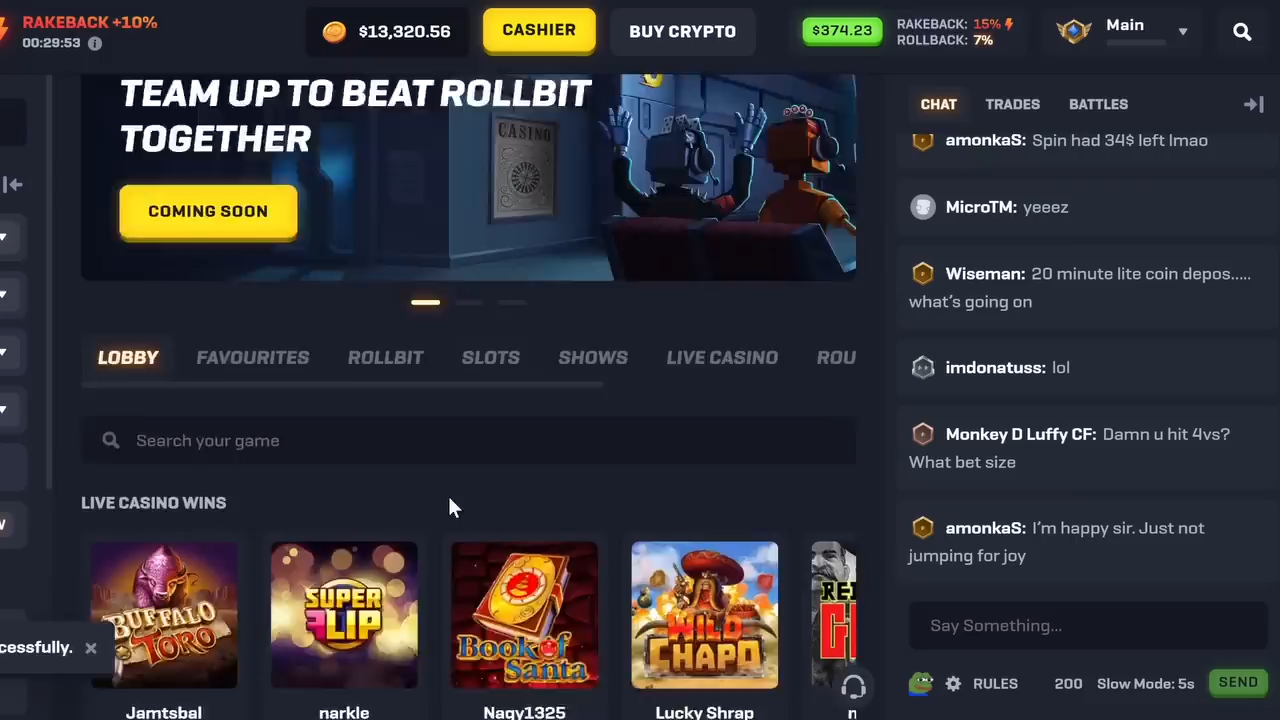 RAKEBACK +10%
00:29:53
$13,320.56
CASHIER
BUY CRYPTO
$374.23
RAKEBACK: 15%
ROLLBACK: 7%
Main
TEAM UP TO BEAT ROLLBIT
TOGETHER
CASINO
COMING SOON
CHAT
TRADES
BATTLES
amonkaS: Spin had 34$ left lmao
MicroTM: yeeez
Wiseman: 20 minute lite coin depos.....
what's going on
imdonatuss: lol
Monkey D Luffy CF: Damn u hit 4vs?
What bet size
amonkaS: I'm happy sir. Just not
jumping for joy
LOBBY
FAVOURITES
ROLLBIT
SLOTS
SHOWS
LIVE CASINO
ROU
Search your game
LIVE CASINO WINS
BUFFALO
TORO
SUPER
FLIP
Book of
Santa
WILD
CHAPO
cessfully.
Jamtsbal
narkle
Nagy1325
Lucky Shrap
Say Something...
RULES
200
Slow Mode: 5s
SEND